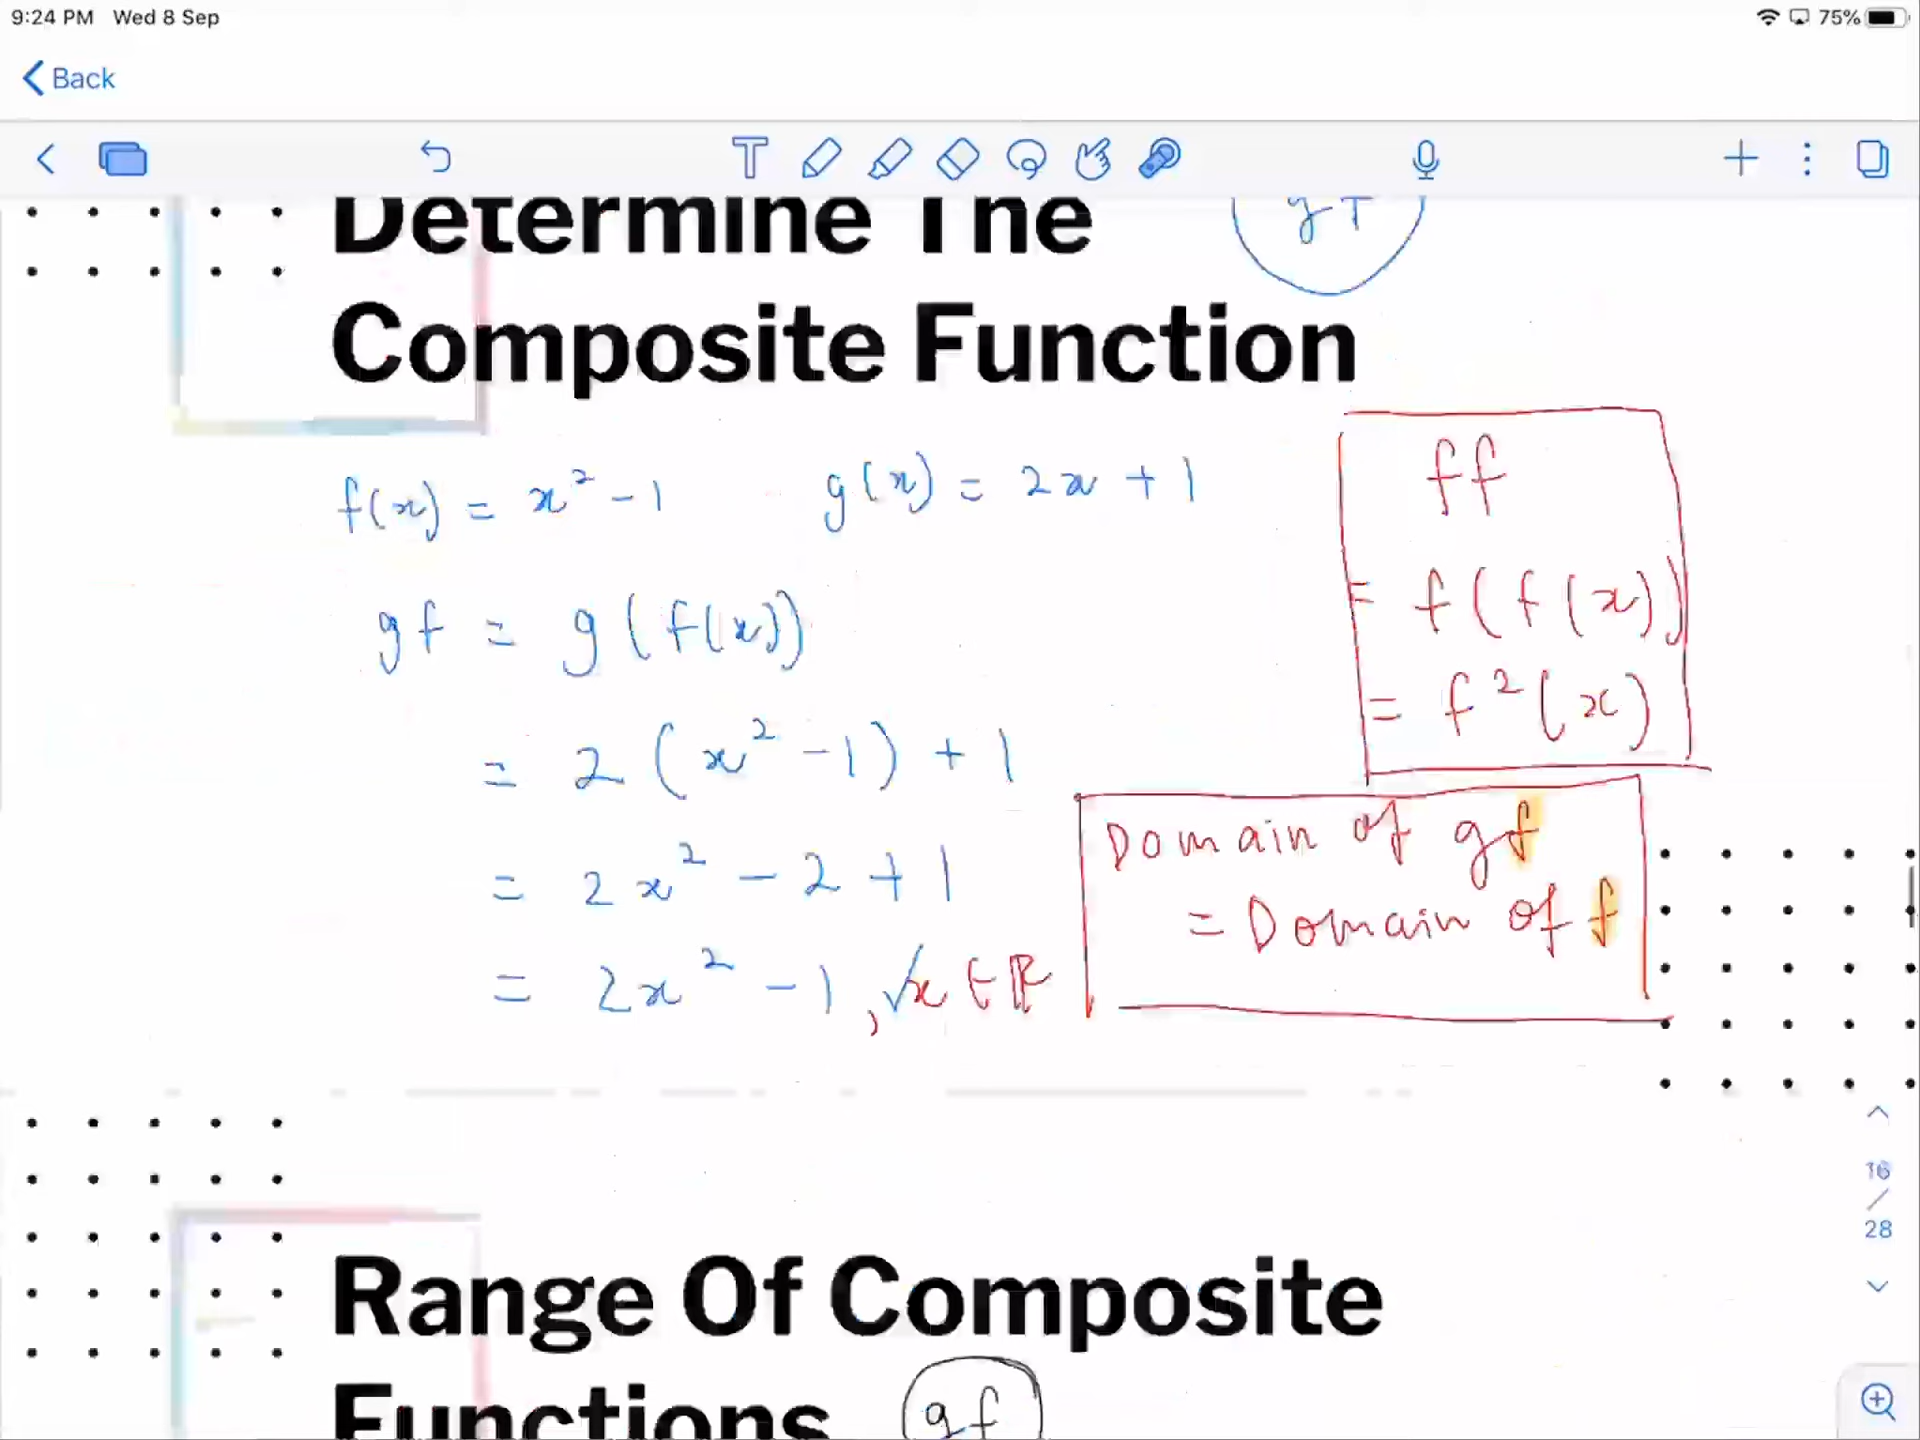 9:24 PM Wed 8 Sep
75%
Back
Determine The
gf
Composite Function
f(x) = x² - 1
g(x) = 2x + 1
gf = g(f(x))
= 2(x² - 1) + 1
= 2x² - 2 + 1
= 2x² - 1, √x ∈ ℝ
ff
= f(f(x))
= f²(x)
Domain of gf
= Domain of f
16
/
28
Range Of Composite
Functions
gf